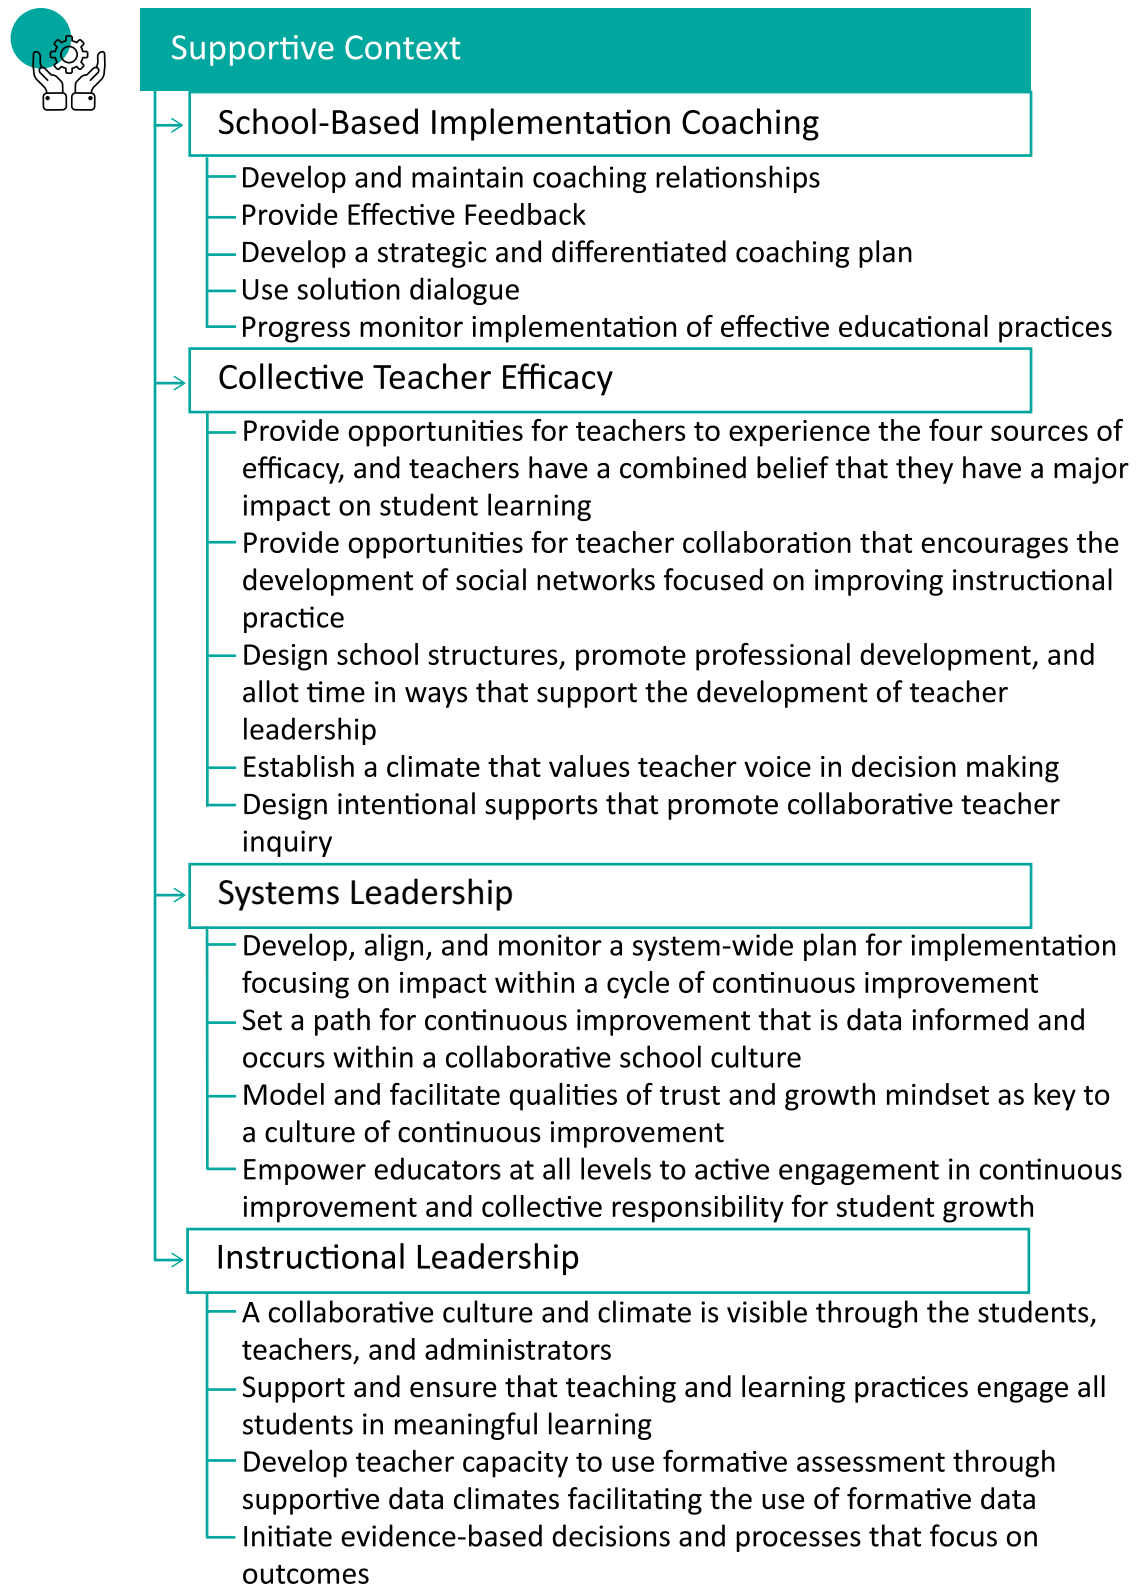 Supportive Context
School-Based Implementation Coaching
Develop and maintain coaching relationships
Provide Effective Feedback
Develop a strategic and differentiated coaching plan
Use solution dialogue
Progress monitor implementation of effective educational practices
Collective Teacher Efficacy
Provide opportunities for teachers to experience the four sources of
efficacy, and teachers have a combined belief that they have a major
impact on student learning
Provide opportunities for teacher collaboration that encourages the
development of social networks focused on improving instructional
practice
Design school structures, promote professional development, and
allot time in ways that support the development of teacher
leadership
Establish a climate that values teacher voice in decision making
Design intentional supports that promote collaborative teacher
inquiry
Systems Leadership
Develop, align, and monitor a system-wide plan for implementation
focusing on impact within a cycle of continuous improvement
Set a path for continuous improvement that is data informed and
occurs within a collaborative school culture
Model and facilitate qualities of trust and growth mindset as key to
a culture of continuous improvement
Empower educators at all levels to active engagement in continuous
improvement and collective responsibility for student growth
Instructional Leadership
A collaborative culture and climate is visible through the students,
teachers, and administrators
Support and ensure that teaching and learning practices engage all
students in meaningful learning
Develop teacher capacity to use formative assessment through
supportive data climates facilitating the use of formative data
Initiate evidence-based decisions and processes that focus on
outcomes